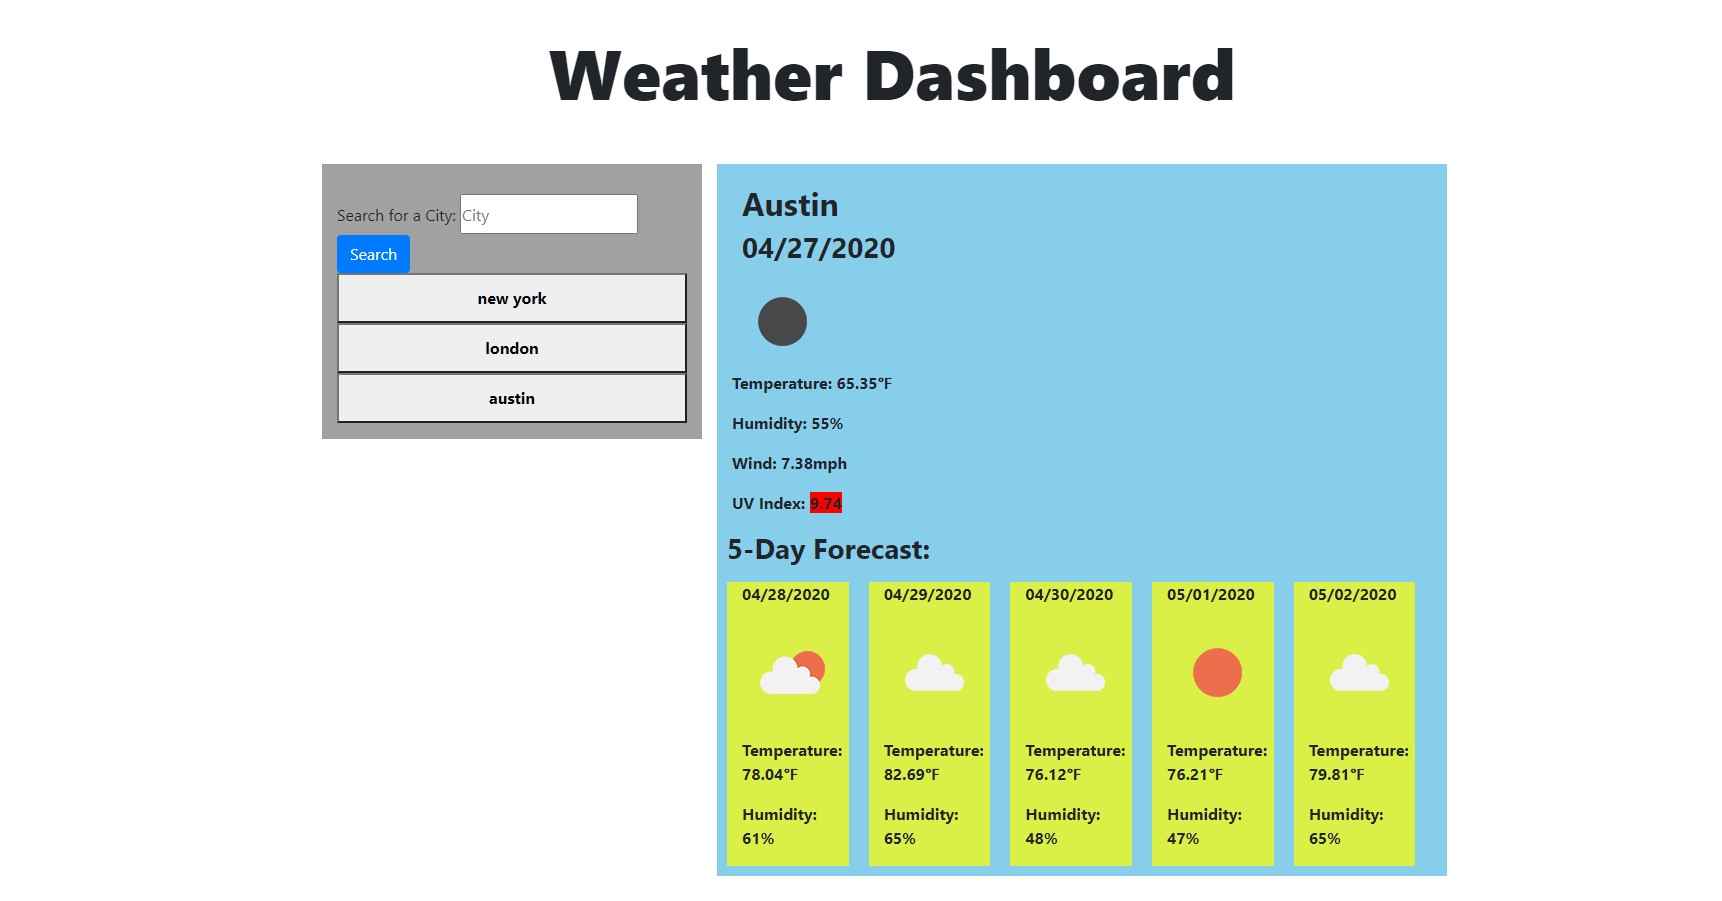 Weather Dashboard
Search for a City: City
Search
new york
london
austin
Austin
04/27/2020
Temperature: 65.35°F
Humidity: 55%
Wind: 7.38mph
UV Index: 9.74
5-Day Forecast:
04/28/2020
Temperature:
78.04°F
Humidity:
61%
04/29/2020
Temperature:
82.69°F
Humidity:
65%
04/30/2020
Temperature:
76.12°F
Humidity:
48%
05/01/2020
Temperature:
76.21°F
Humidity:
47%
05/02/2020
Temperature:
79.81°F
Humidity:
65%